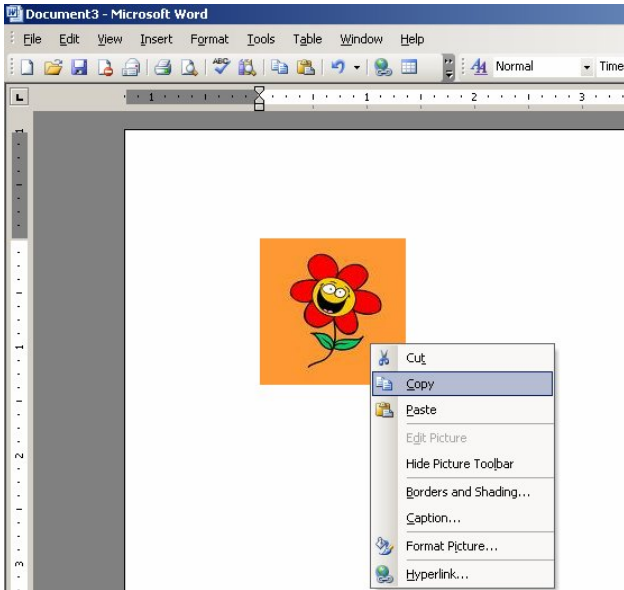 Document3 - Microsoft Word
File Edit View Insert Format Tools Table Window Help
ABC Normal Time
L 1 1 2 3
1
1
2
3
Cut
Copy
Paste
Edit Picture
Hide Picture Toolbar
Borders and Shading...
Caption...
Format Picture...
Hyperlink...